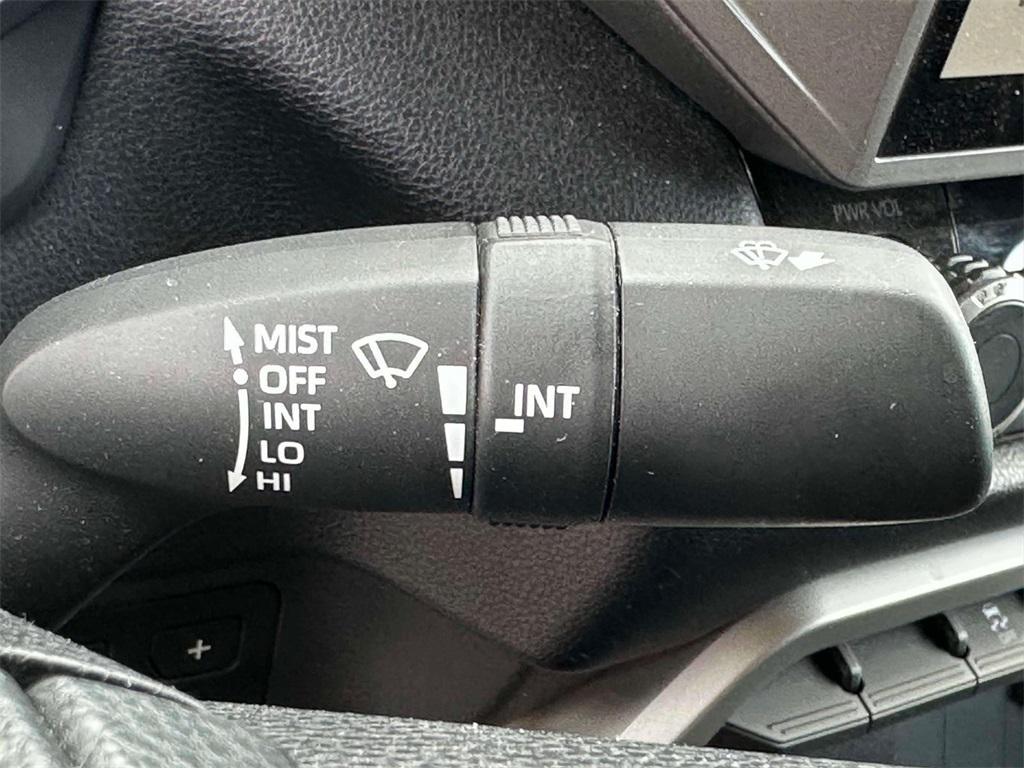 PWR VOL
MIST
OFF
INT
LO
HI
INT
+